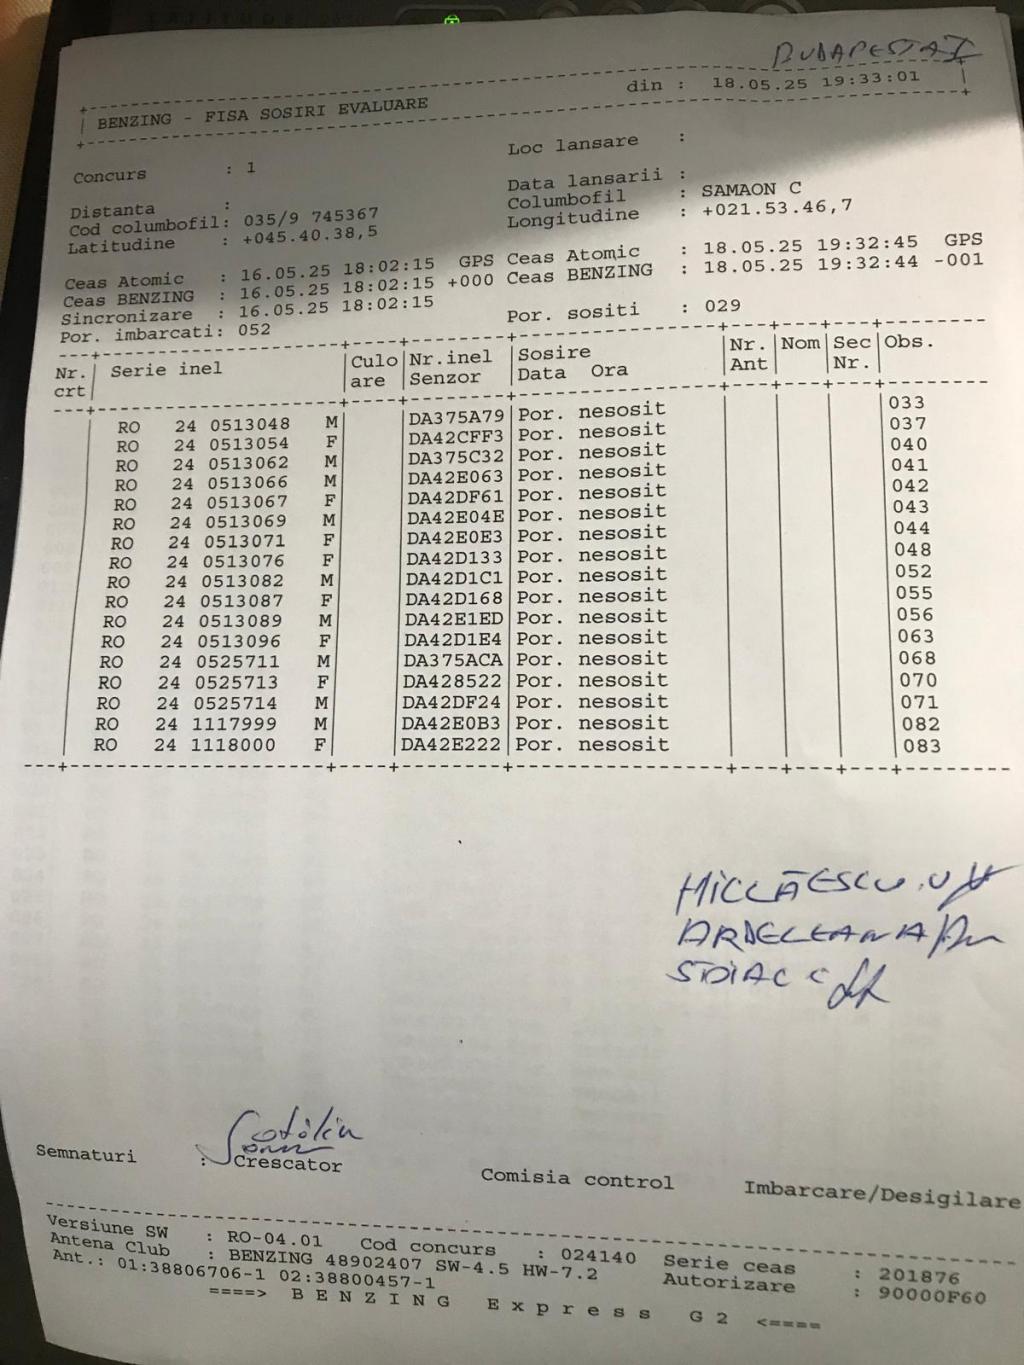 BUDAPESTA I
BENZING - FISA SOSIRI EVALUARE din : 18.05.25 19:33:01
Concurs : 1 Loc lansare :
Distanta : Data lansarii :
Cod columbofil: 035/9 745367 Columbofil : SAMAON C
Latitudine : +045.40.38,5 Longitudine : +021.53.46,7
Ceas Atomic : 16.05.25 18:02:15 GPS Ceas Atomic : 18.05.25 19:32:45 GPS
Ceas BENZING : 16.05.25 18:02:15 +000 Ceas BENZING : 18.05.25 19:32:44 -001
Sincronizare : 16.05.25 18:02:15
Por. imbarcati: 052 Por. sositi : 029
Nr. Serie inel Culo Nr.inel Sosire Nr. Nom Sec Obs.
crt are Senzor Data Ora Ant Nr.
RO 24 0513048 M DA375A79 Por. nesosit 033
RO 24 0513054 F DA42CFF3 Por. nesosit 037
RO 24 0513062 M DA375C32 Por. nesosit 040
RO 24 0513066 M DA42E063 Por. nesosit 041
RO 24 0513067 F DA42DF61 Por. nesosit 042
RO 24 0513069 M DA42E04E Por. nesosit 043
RO 24 0513071 F DA42E0E3 Por. nesosit 044
RO 24 0513076 F DA42D133 Por. nesosit 048
RO 24 0513082 M DA42D1C1 Por. nesosit 052
RO 24 0513087 F DA42D168 Por. nesosit 055
RO 24 0513089 M DA42E1ED Por. nesosit 056
RO 24 0513096 F DA42D1E4 Por. nesosit 063
RO 24 0525711 M DA375ACA Por. nesosit 068
RO 24 0525713 F DA428522 Por. nesosit 070
RO 24 0525714 M DA42DF24 Por. nesosit 071
RO 24 1117999 M DA42E0B3 Por. nesosit 082
RO 24 1118000 F DA42E222 Por. nesosit 083
ARDELEAN A
Semnaturi : Crescator Comisia control Imbarcare/Desigilare
Versiune SW : RO-04.01 Cod concurs : 024140 Serie ceas : 201876
Antena Club : BENZING 48902407 SW-4.5 HW-7.2 Autorizare : 90000F60
Ant.: 01:38806706-1 02:38800457-1
====> B E N Z I N G E x p r e s s G 2 <====